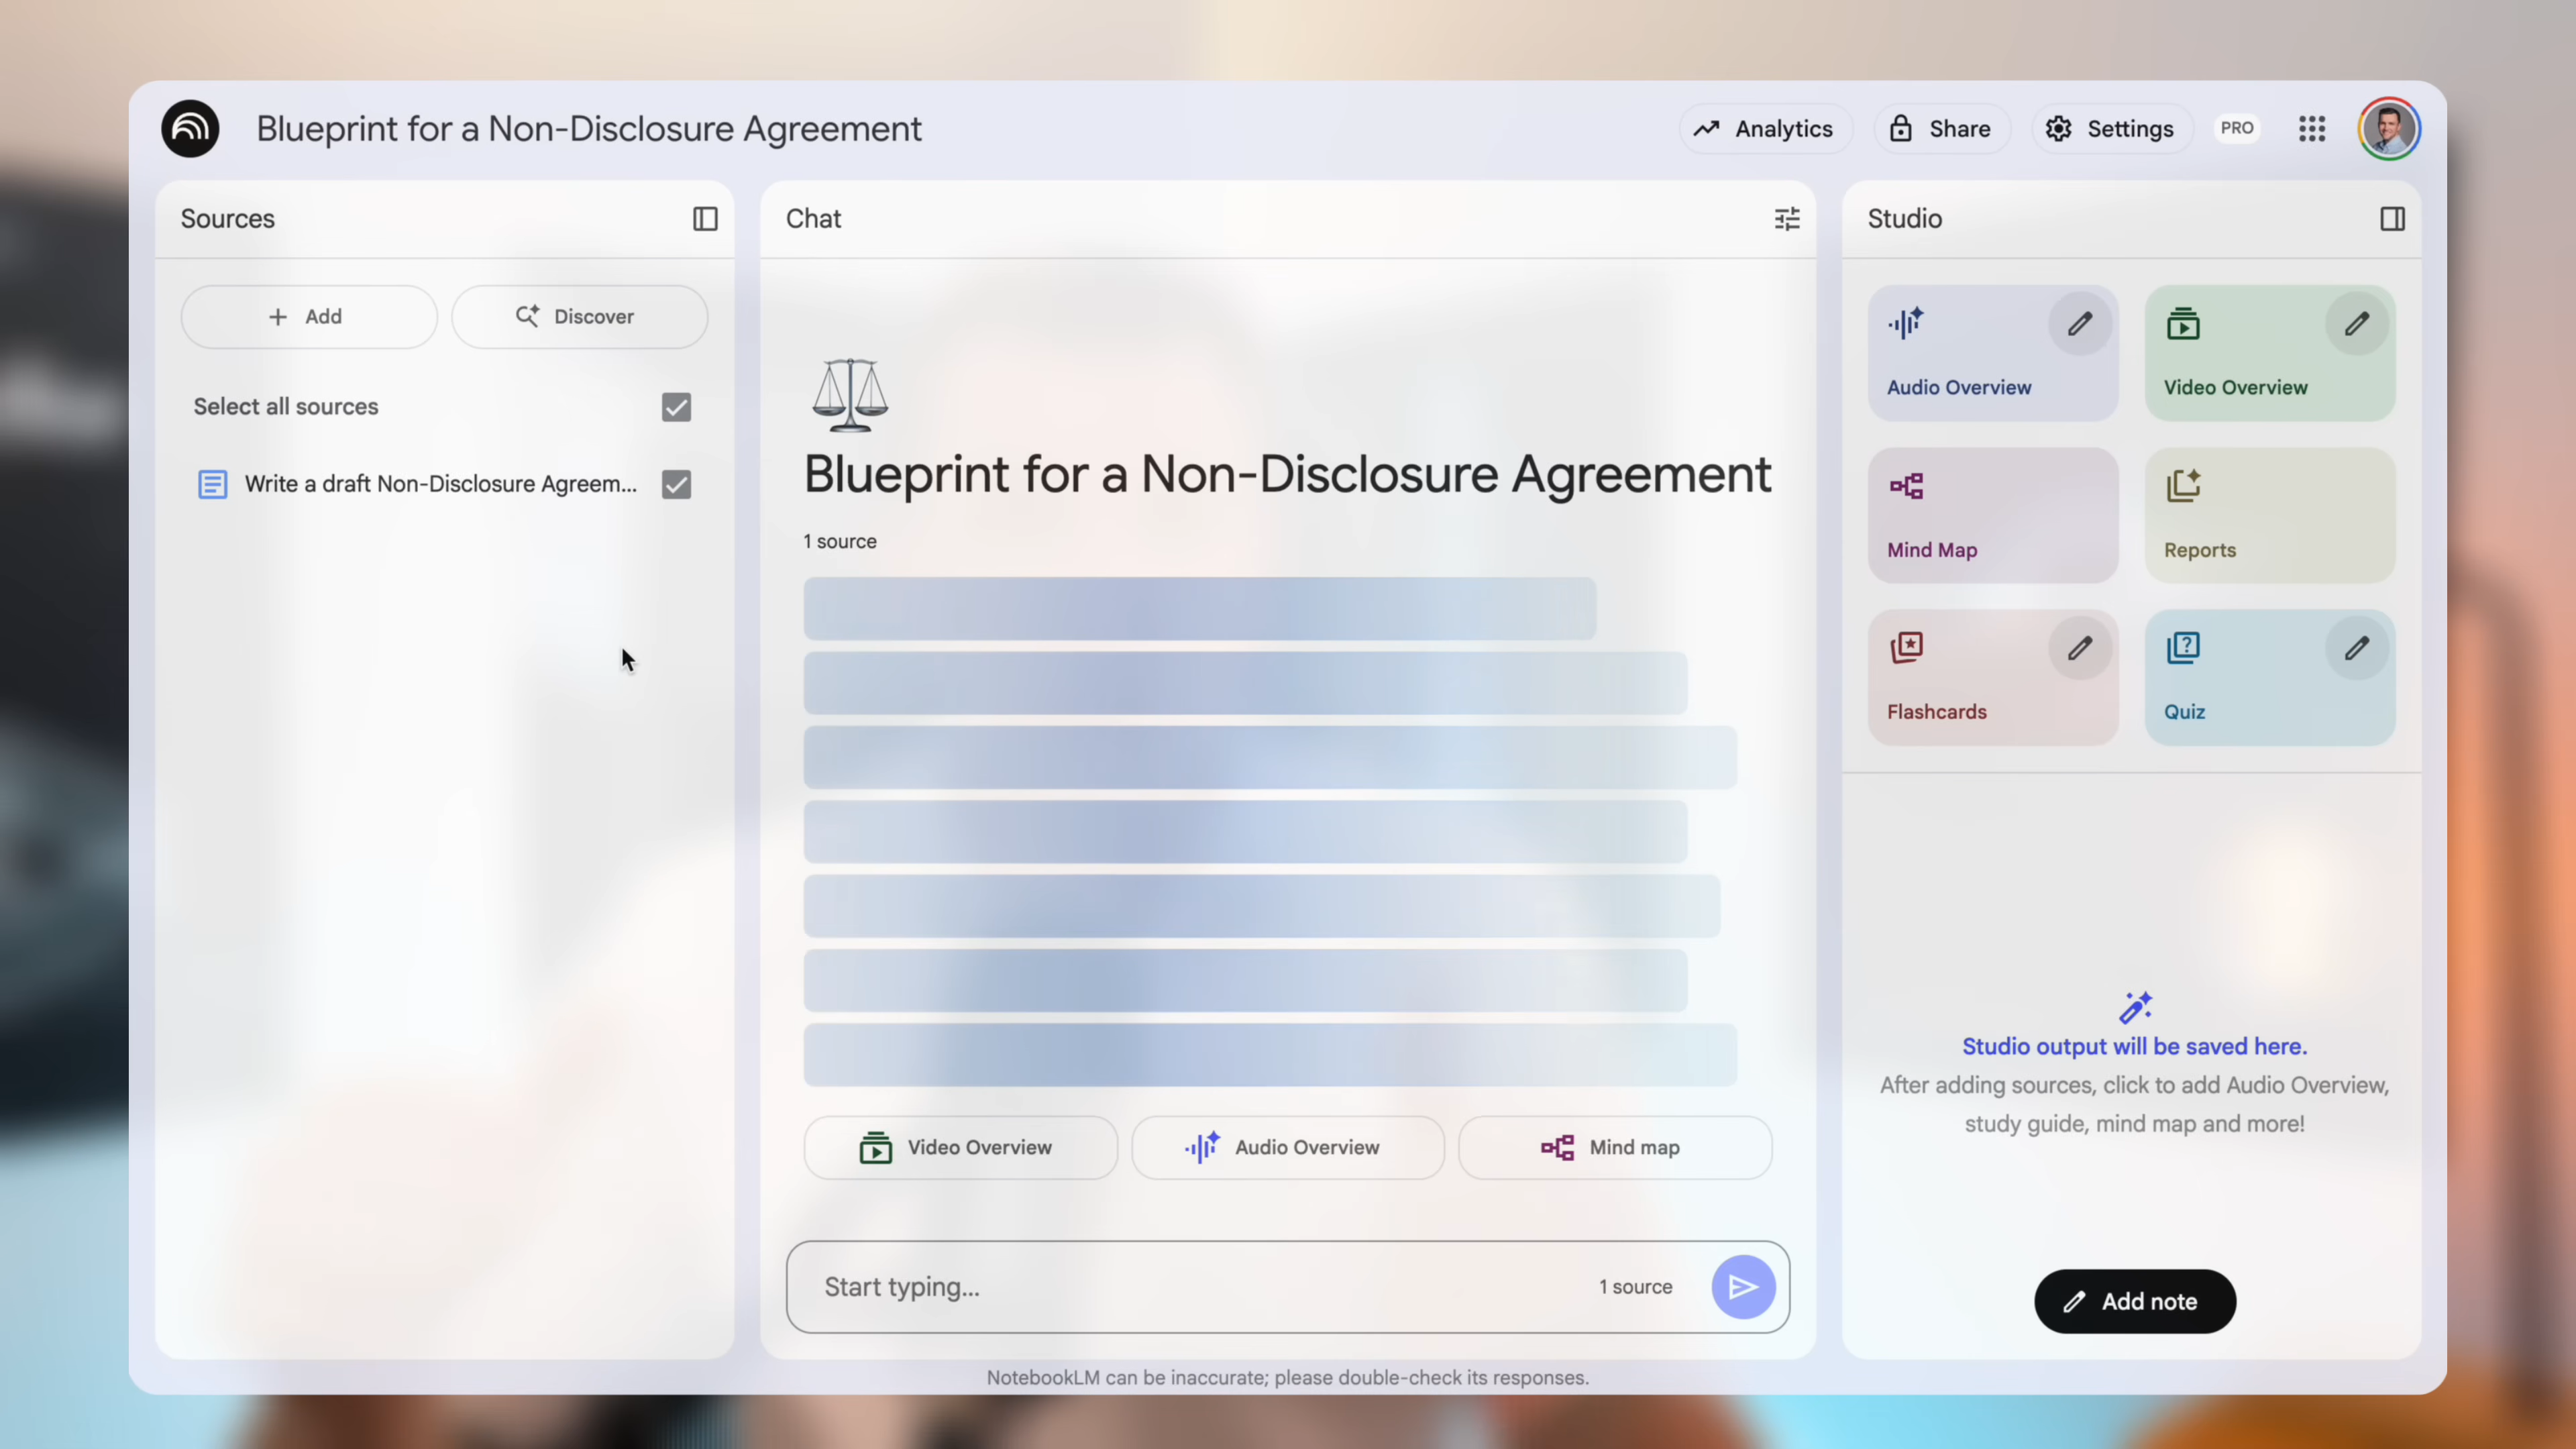 Blueprint for a Non-Disclosure Agreement
Analytics
Share
Settings
PRO
Sources
Add
Discover
Select all sources
Write a draft Non-Disclosure Agreem...
Chat
Blueprint for a Non-Disclosure Agreement
1 source
Video Overview
Audio Overview
Mind map
Start typing...
1 source
Studio
Audio Overview
Video Overview
Mind Map
Reports
Flashcards
Quiz
Studio output will be saved here.
After adding sources, click to add Audio Overview,
study guide, mind map and more!
Add note
NotebookLM can be inaccurate; please double-check its responses.